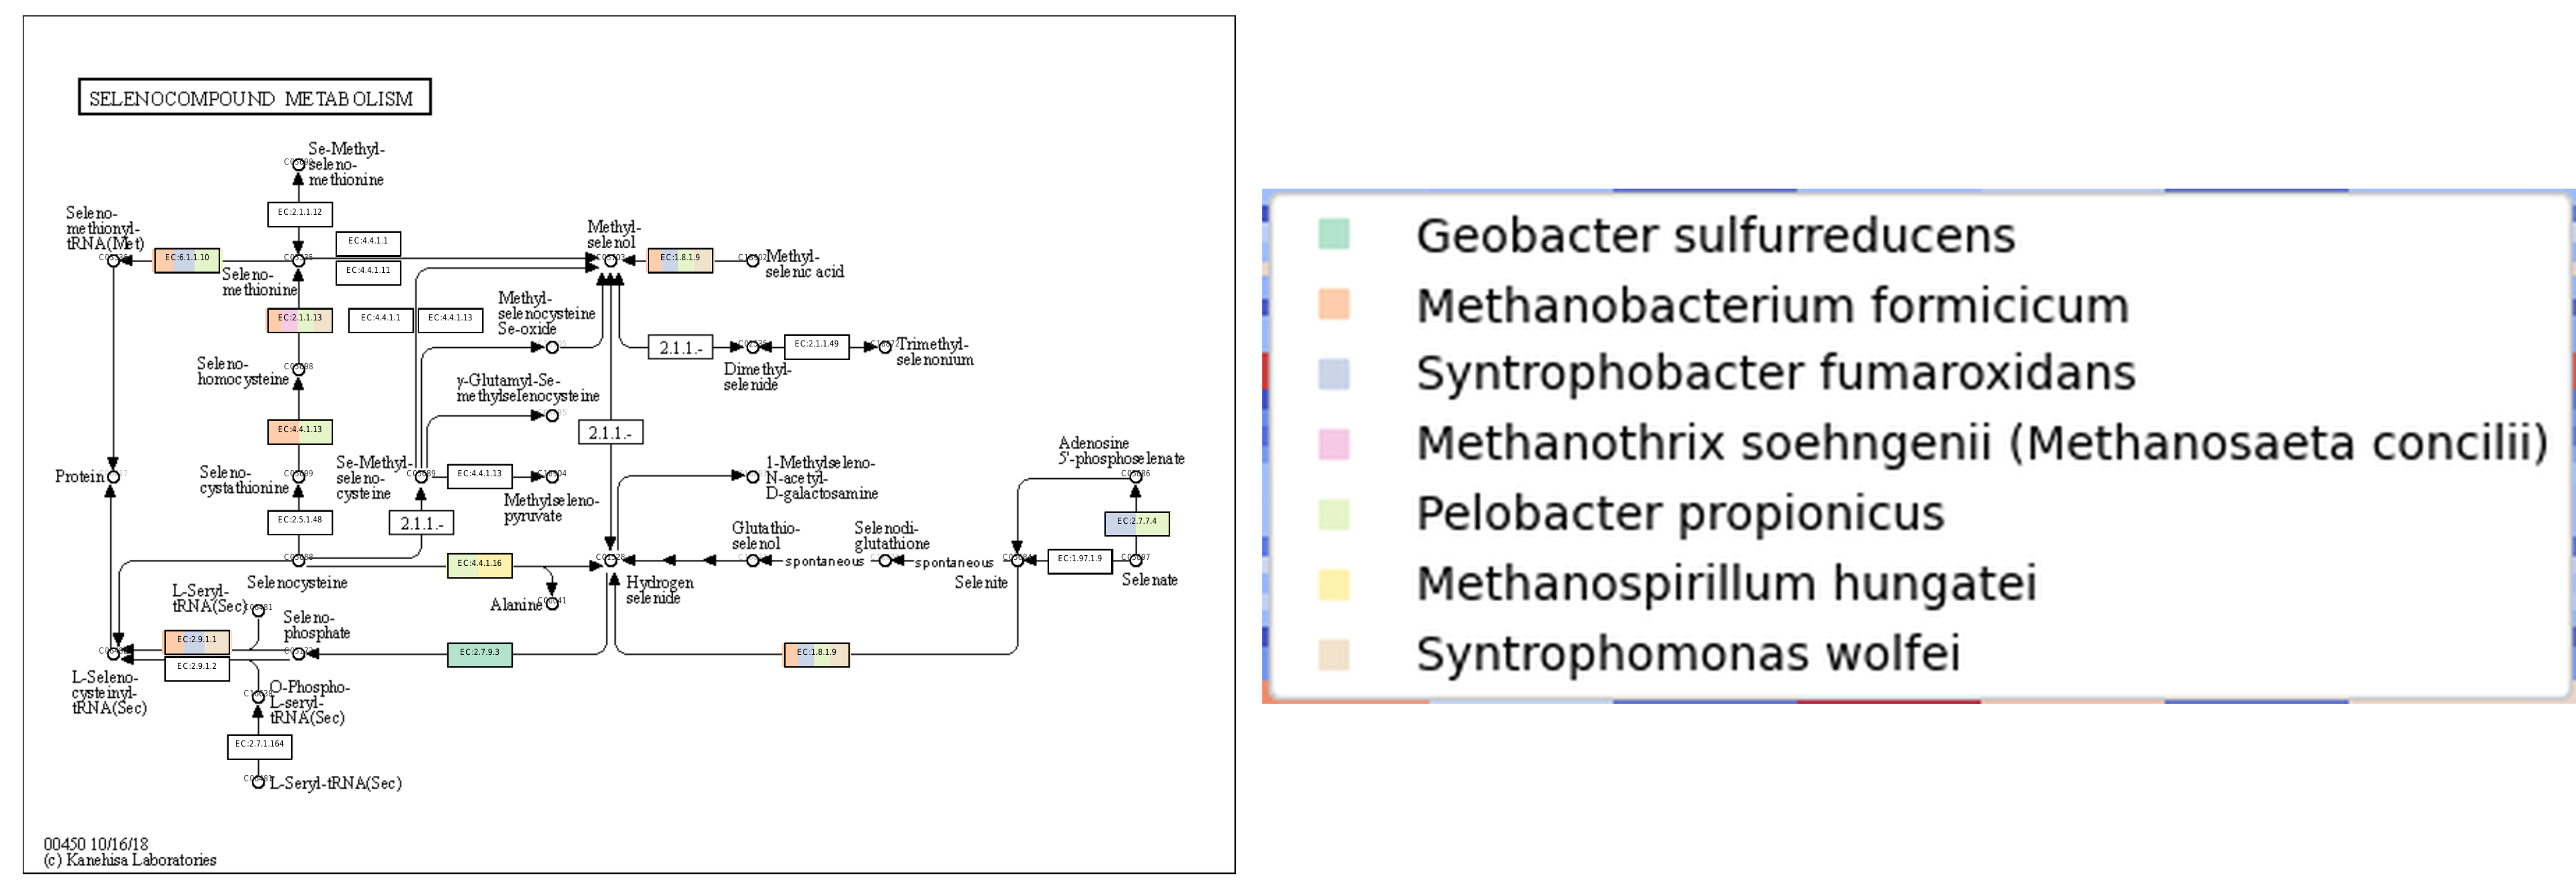 SELENOCOMPOUND METABOLISM
Se-Methyl-
seleno-
methionine
EC:2.1.1.12
Seleno-
methionyl-
tRNA(Met)
EC:6.1.1.10
EC:4.4.1.1
EC:4.4.1.11
Seleno-
methionine
Methyl-
selenol
EC:1.8.1.9
Methyl-
selenic acid
EC:2.1.1.13
EC:4.4.1.1
EC:4.4.1.13
Methyl-
selenocysteine
Se-oxide
2.1.1.-
EC:2.1.1.49
Trimethyl-
selenonium
Dimethyl-
selenide
Seleno-
homocysteine
γ-Glutamyl-Se-
methylselenocysteine
EC:4.4.1.13
2.1.1.-
Protein
Seleno-
cystathionine
Se-Methyl-
seleno-
cysteine
EC:4.4.1.13
Methylseleno-
pyruvate
1-Methylseleno-
N-acetyl-
D-galactosamine
Adenosine
5'-phosphoselenate
EC:2.5.1.48
2.1.1.-
Glutathio-
selenol
Selenodi-
glutathione
EC:2.7.7.4
Selenocysteine
EC:4.4.1.16
Hydrogen
selenide
spontaneous
spontaneous
Selenite
EC:1.97.1.9
Selenate
Alanine
L-Seryl-
tRNA(Sec)
Seleno-
phosphate
EC:2.9.1.1
EC:2.9.1.2
EC:2.7.9.3
EC:1.8.1.9
L-Seleno-
cysteinyl-
tRNA(Sec)
O-Phospho-
L-seryl-
tRNA(Sec)
EC:2.7.1.164
L-Seryl-tRNA(Sec)
00450 10/16/18
(c) Kanehisa Laboratories
Geobacter sulfurreducens
Methanobacterium formicicum
Syntrophobacter fumaroxidans
Methanothrix soehngenii (Methanosaeta concilii)
Pelobacter propionicus
Methanospirillum hungatei
Syntrophomonas wolfei